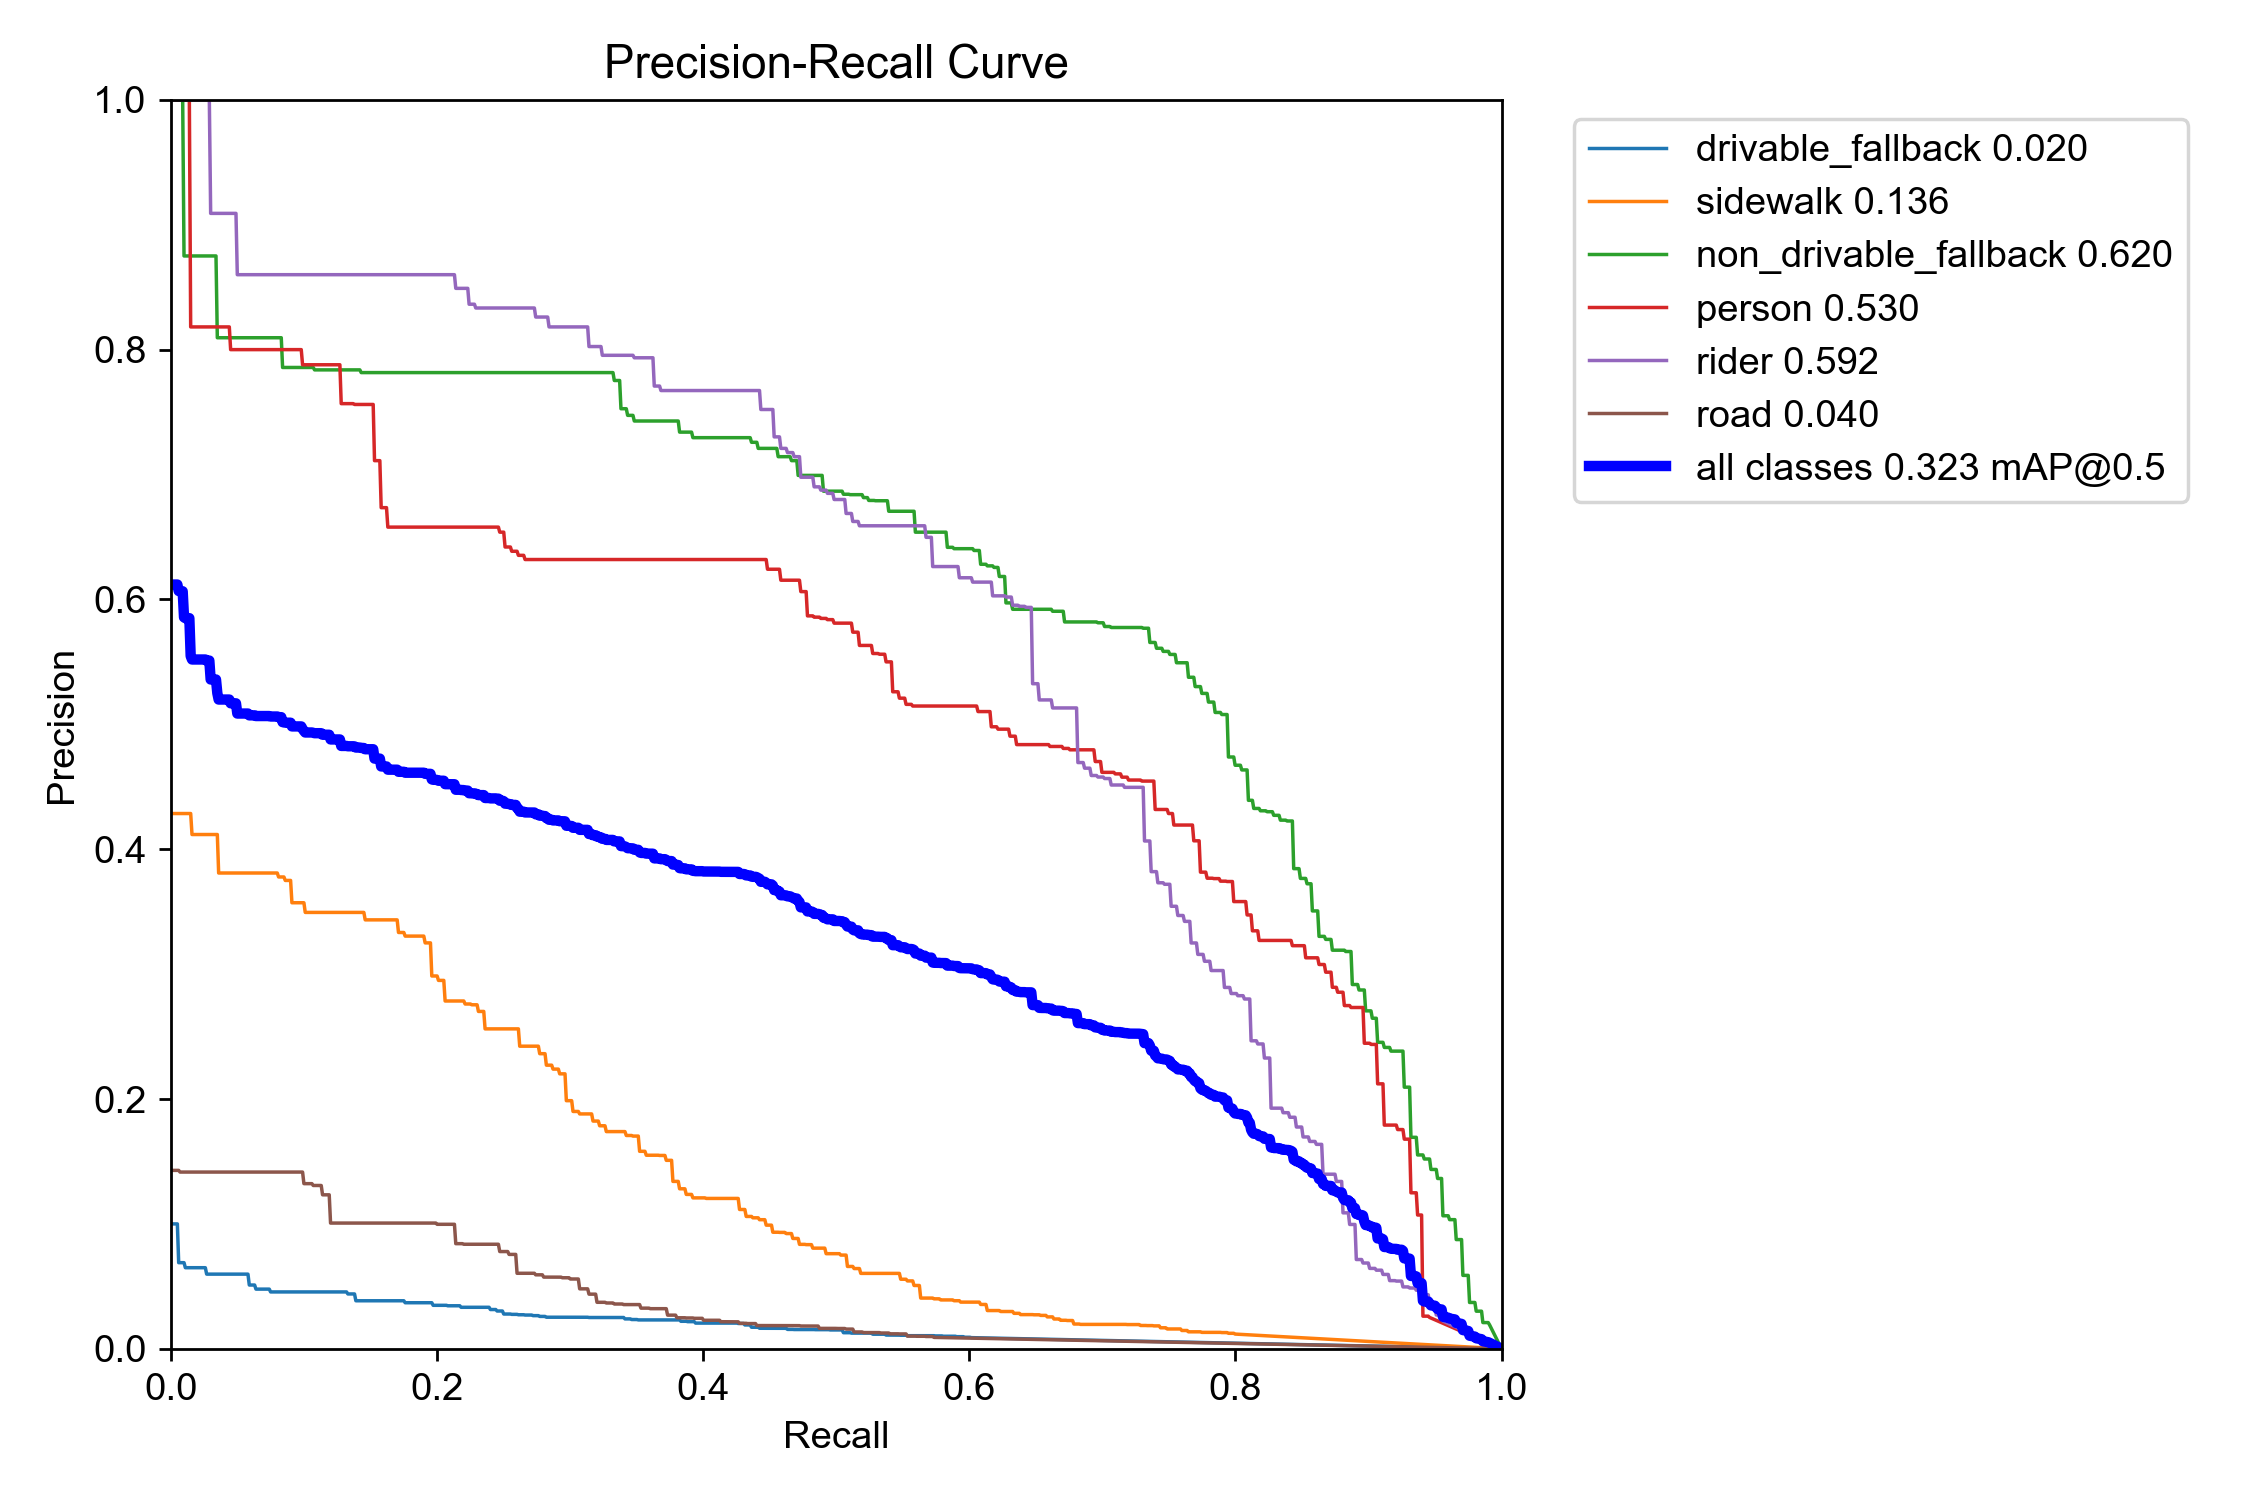 Precision-Recall Curve
1.0
0.8
0.6
0.4
0.2
0.0
Precision
0.0 0.2 0.4 0.6 0.8 1.0
Recall
drivable_fallback 0.020
sidewalk 0.136
non_drivable_fallback 0.620
person 0.530
rider 0.592
road 0.040
all classes 0.323 mAP@0.5